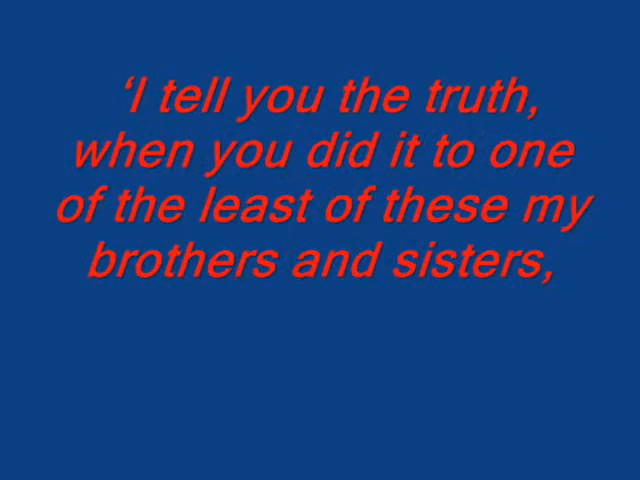 ‘I tell you the truth,
when you did it to one
of the least of these my
brothers and sisters,